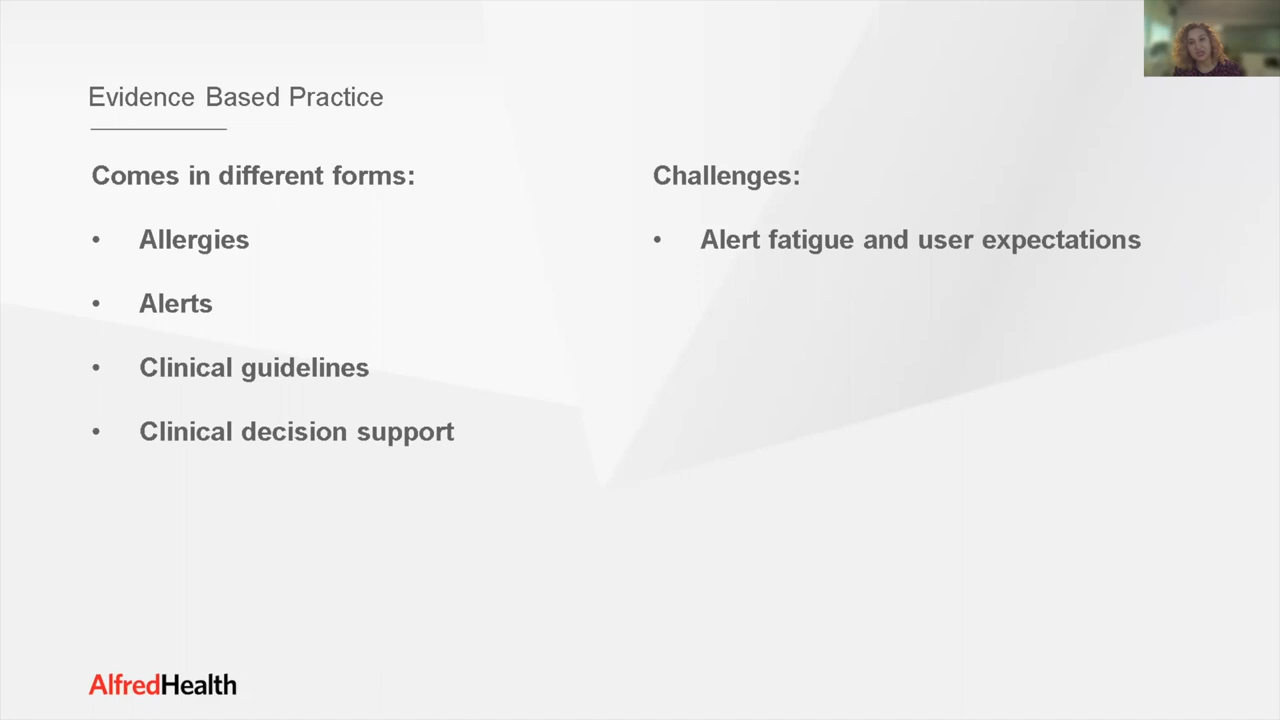 Evidence Based Practice
Comes in different forms:
• Allergies
• Alerts
• Clinical guidelines
• Clinical decision support
Challenges:
• Alert fatigue and user expectations
AlfredHealth